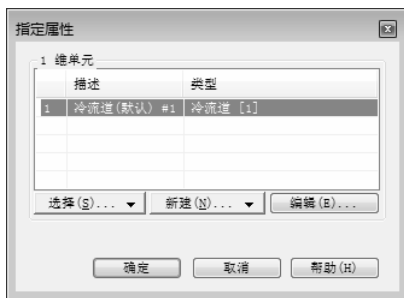 指定属性
1 维单元
描述 类型
1 冷流道(默认) #1 冷流道 [1]
选择(S)... 新建(N)... 编辑(E)...
确定 取消 帮助(H)